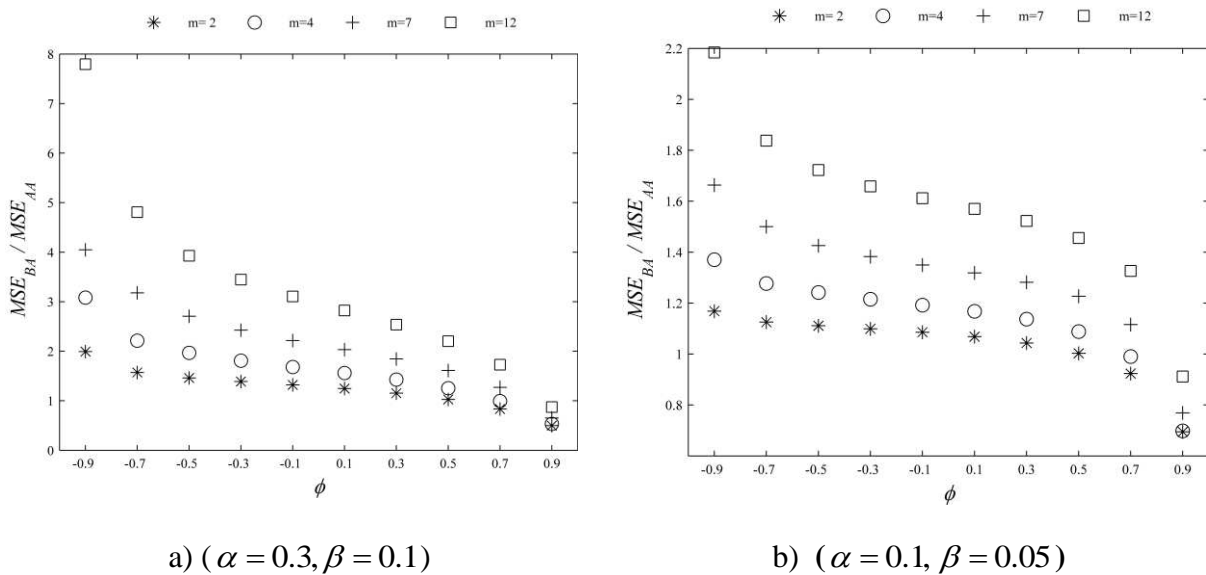 m= 2 m=4 m=7 m=12
8
7
6
5
4
3
2
1
0
MSE_BA / MSE_AA
-0.9 -0.7 -0.5 -0.3 -0.1 0.1 0.3 0.5 0.7 0.9
ϕ
a) (α = 0.3, β = 0.1)
m= 2 m=4 m=7 m=12
2.2
2
1.8
1.6
1.4
1.2
1
0.8
MSE_BA / MSE_AA
-0.9 -0.7 -0.5 -0.3 -0.1 0.1 0.3 0.5 0.7 0.9
ϕ
b) (α = 0.1, β = 0.05)